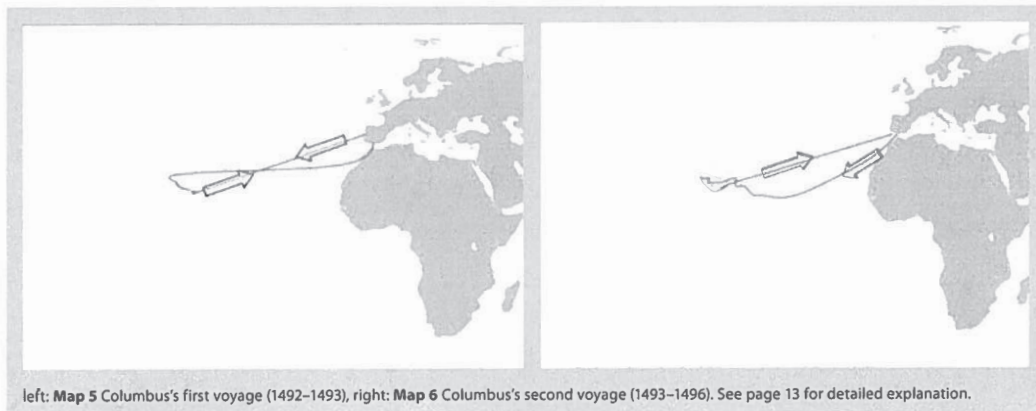 left: Map 5 Columbus's first voyage (1492–1493), right: Map 6 Columbus's second voyage (1493–1496). See page 13 for detailed explanation.